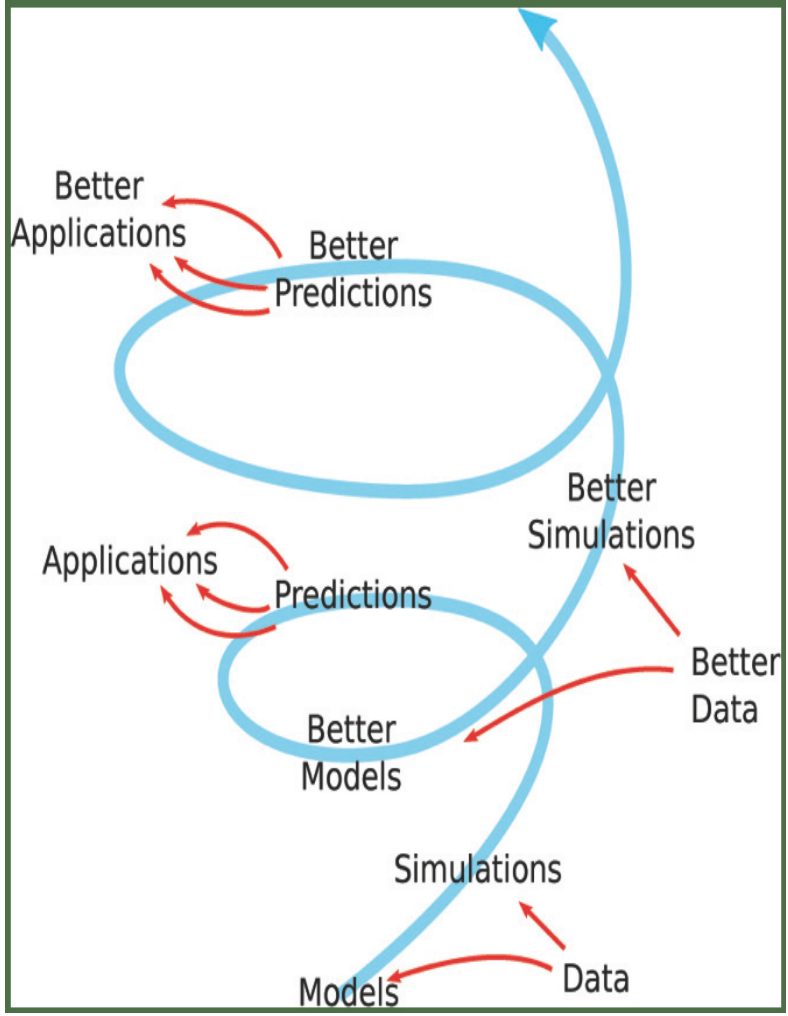 Better
Applications
Better
Predictions
Better
Simulations
Applications
Predictions
Better
Data
Better
Models
Simulations
Data
Models